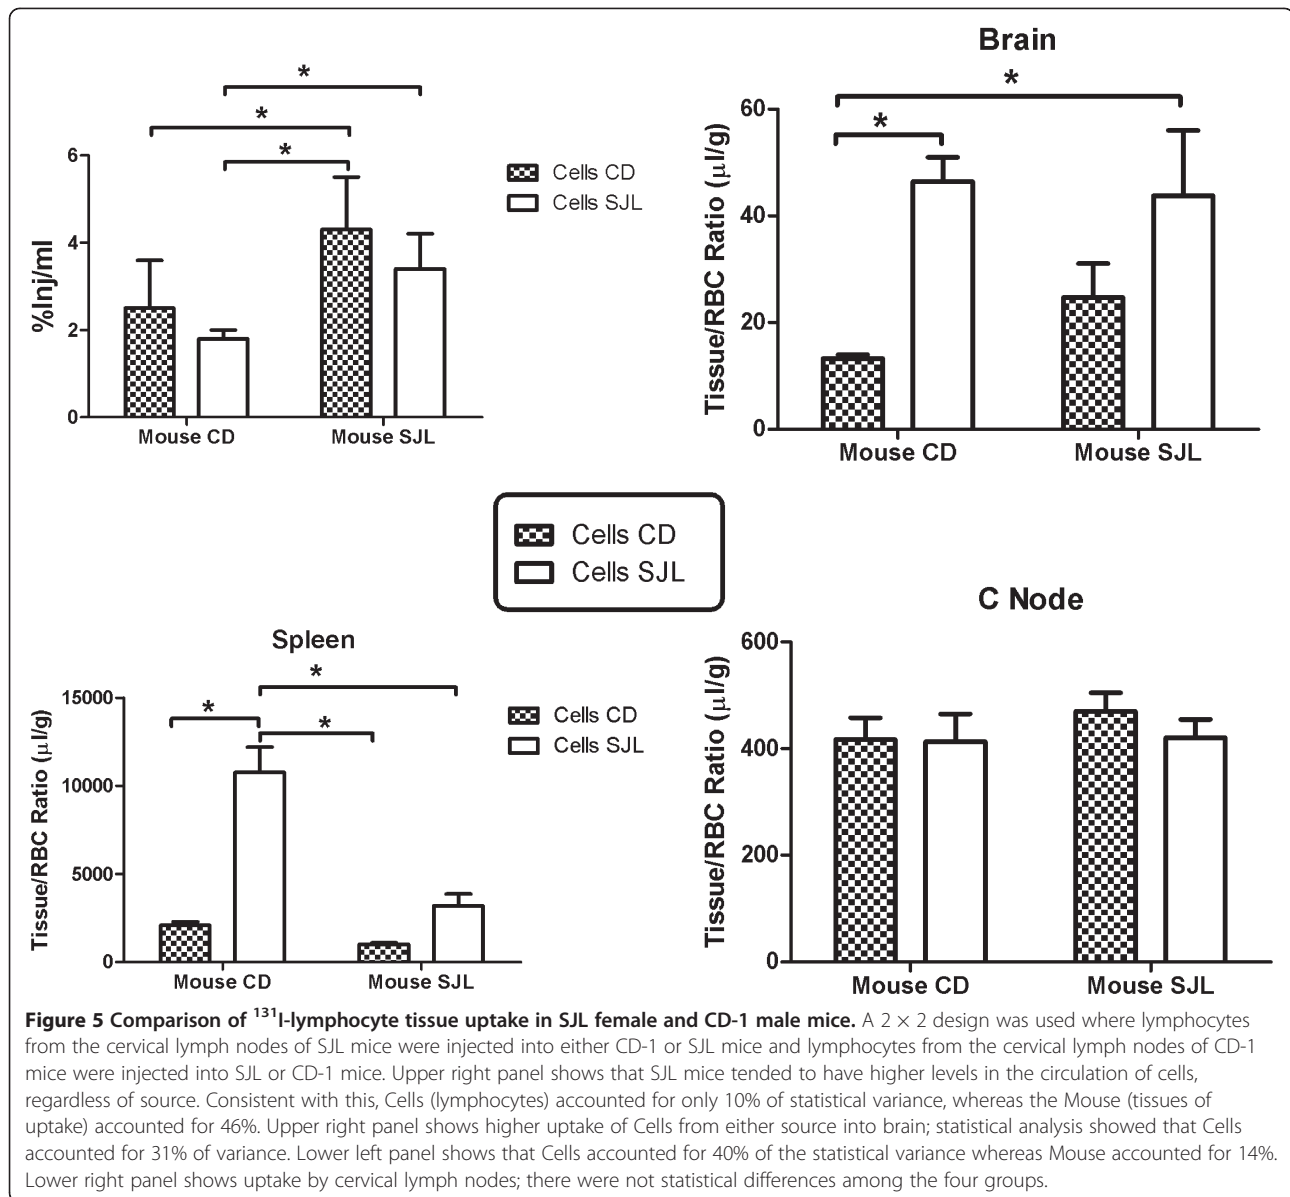 *
*
*
6
4
2
0
%Inj/ml
Mouse CD
Mouse SJL
Cells CD
Cells SJL
Brain
*
*
60
40
20
0
Tissue/RBC Ratio (µl/g)
Mouse CD
Mouse SJL
Cells CD
Cells SJL
Spleen
*
*
*
15000
10000
5000
0
Tissue/RBC Ratio (µl/g)
Mouse CD
Mouse SJL
Cells CD
Cells SJL
C Node
600
400
200
0
Tissue/RBC Ratio (µl/g)
Mouse CD
Mouse SJL
Figure 5 Comparison of ¹³¹I-lymphocyte tissue uptake in SJL female and CD-1 male mice. A 2 × 2 design was used where lymphocytes
from the cervical lymph nodes of SJL mice were injected into either CD-1 or SJL mice and lymphocytes from the cervical lymph nodes of CD-1
mice were injected into SJL or CD-1 mice. Upper right panel shows that SJL mice tended to have higher levels in the circulation of cells,
regardless of source. Consistent with this, Cells (lymphocytes) accounted for only 10% of statistical variance, whereas the Mouse (tissues of
uptake) accounted for 46%. Upper right panel shows higher uptake of Cells from either source into brain; statistical analysis showed that Cells
accounted for 31% of variance. Lower left panel shows that Cells accounted for 40% of the statistical variance whereas Mouse accounted for 14%.
Lower right panel shows uptake by cervical lymph nodes; there were not statistical differences among the four groups.